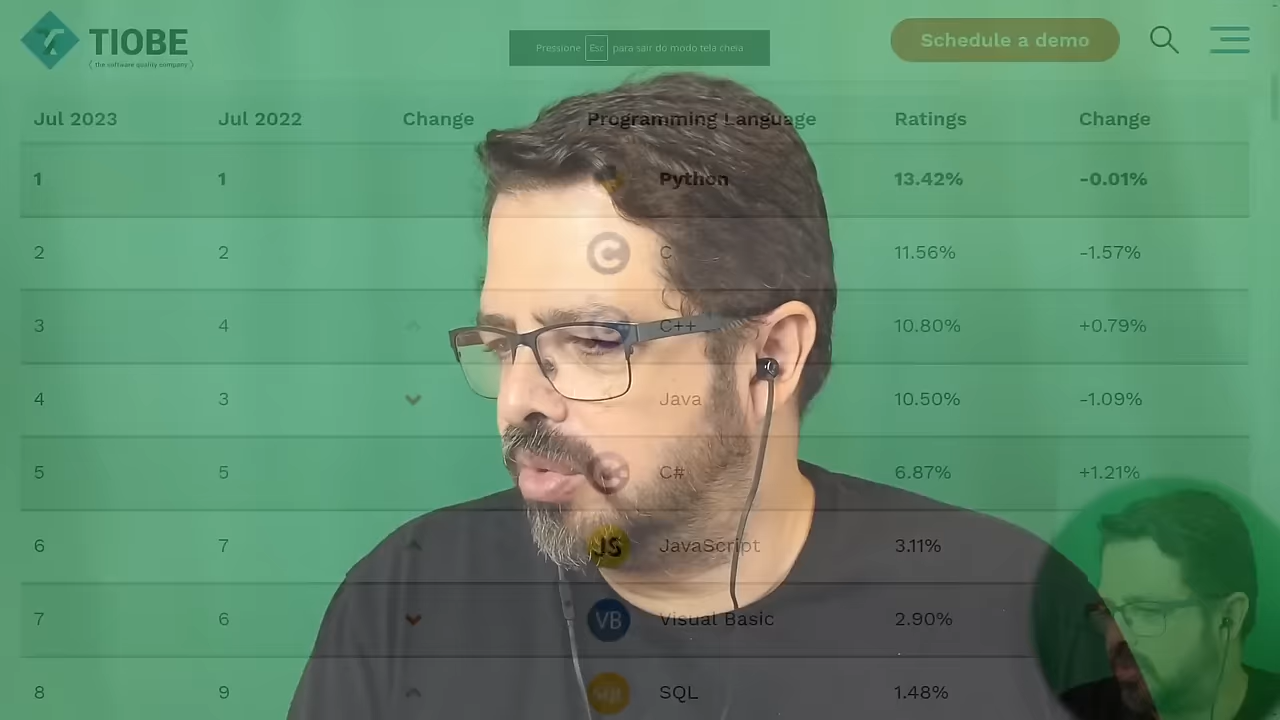 TIOBE
( the software quality company )
Pressione Esc para sair do modo tela cheia
Schedule a demo
Jul 2023 Jul 2022 Change Programming Language Ratings Change
1 1 Python 13.42% -0.01%
2 2 C C 11.56% -1.57%
3 4 C++ 10.80% +0.79%
4 3 Java 10.50% -1.09%
5 5 C# 6.87% +1.21%
6 7 JS JavaScript 3.11%
7 6 VB Visual Basic 2.90%
8 9 SQL 1.48%